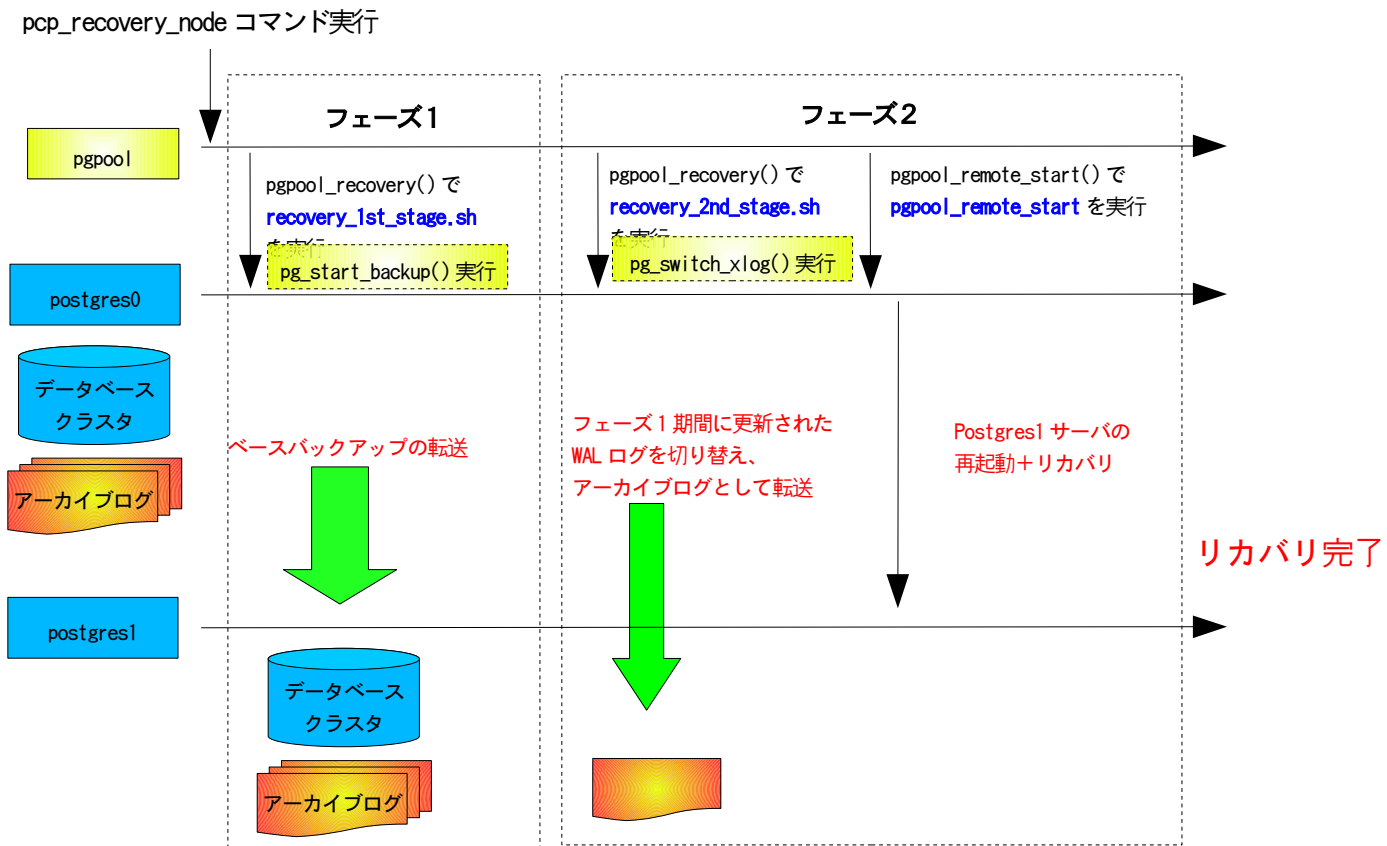 pcp_recovery_node コマンド実行
フェーズ1
フェーズ2
pgpool
pgpool_recovery() で
recovery_1st_stage.sh
を実行
pg_start_backup() 実行
pgpool_recovery() で
recovery_2nd_stage.sh
を実行
pg_switch_xlog() 実行
pgpool_remote_start() で
pgpool_remote_start を実行
postgres0
データベース
クラスタ
アーカイブログ
ベースバックアップの転送
フェーズ1期間に更新された
WAL ログを切り替え、
アーカイブログとして転送
Postgres1 サーバの
再起動+リカバリ
リカバリ完了
postgres1
データベース
クラスタ
アーカイブログ